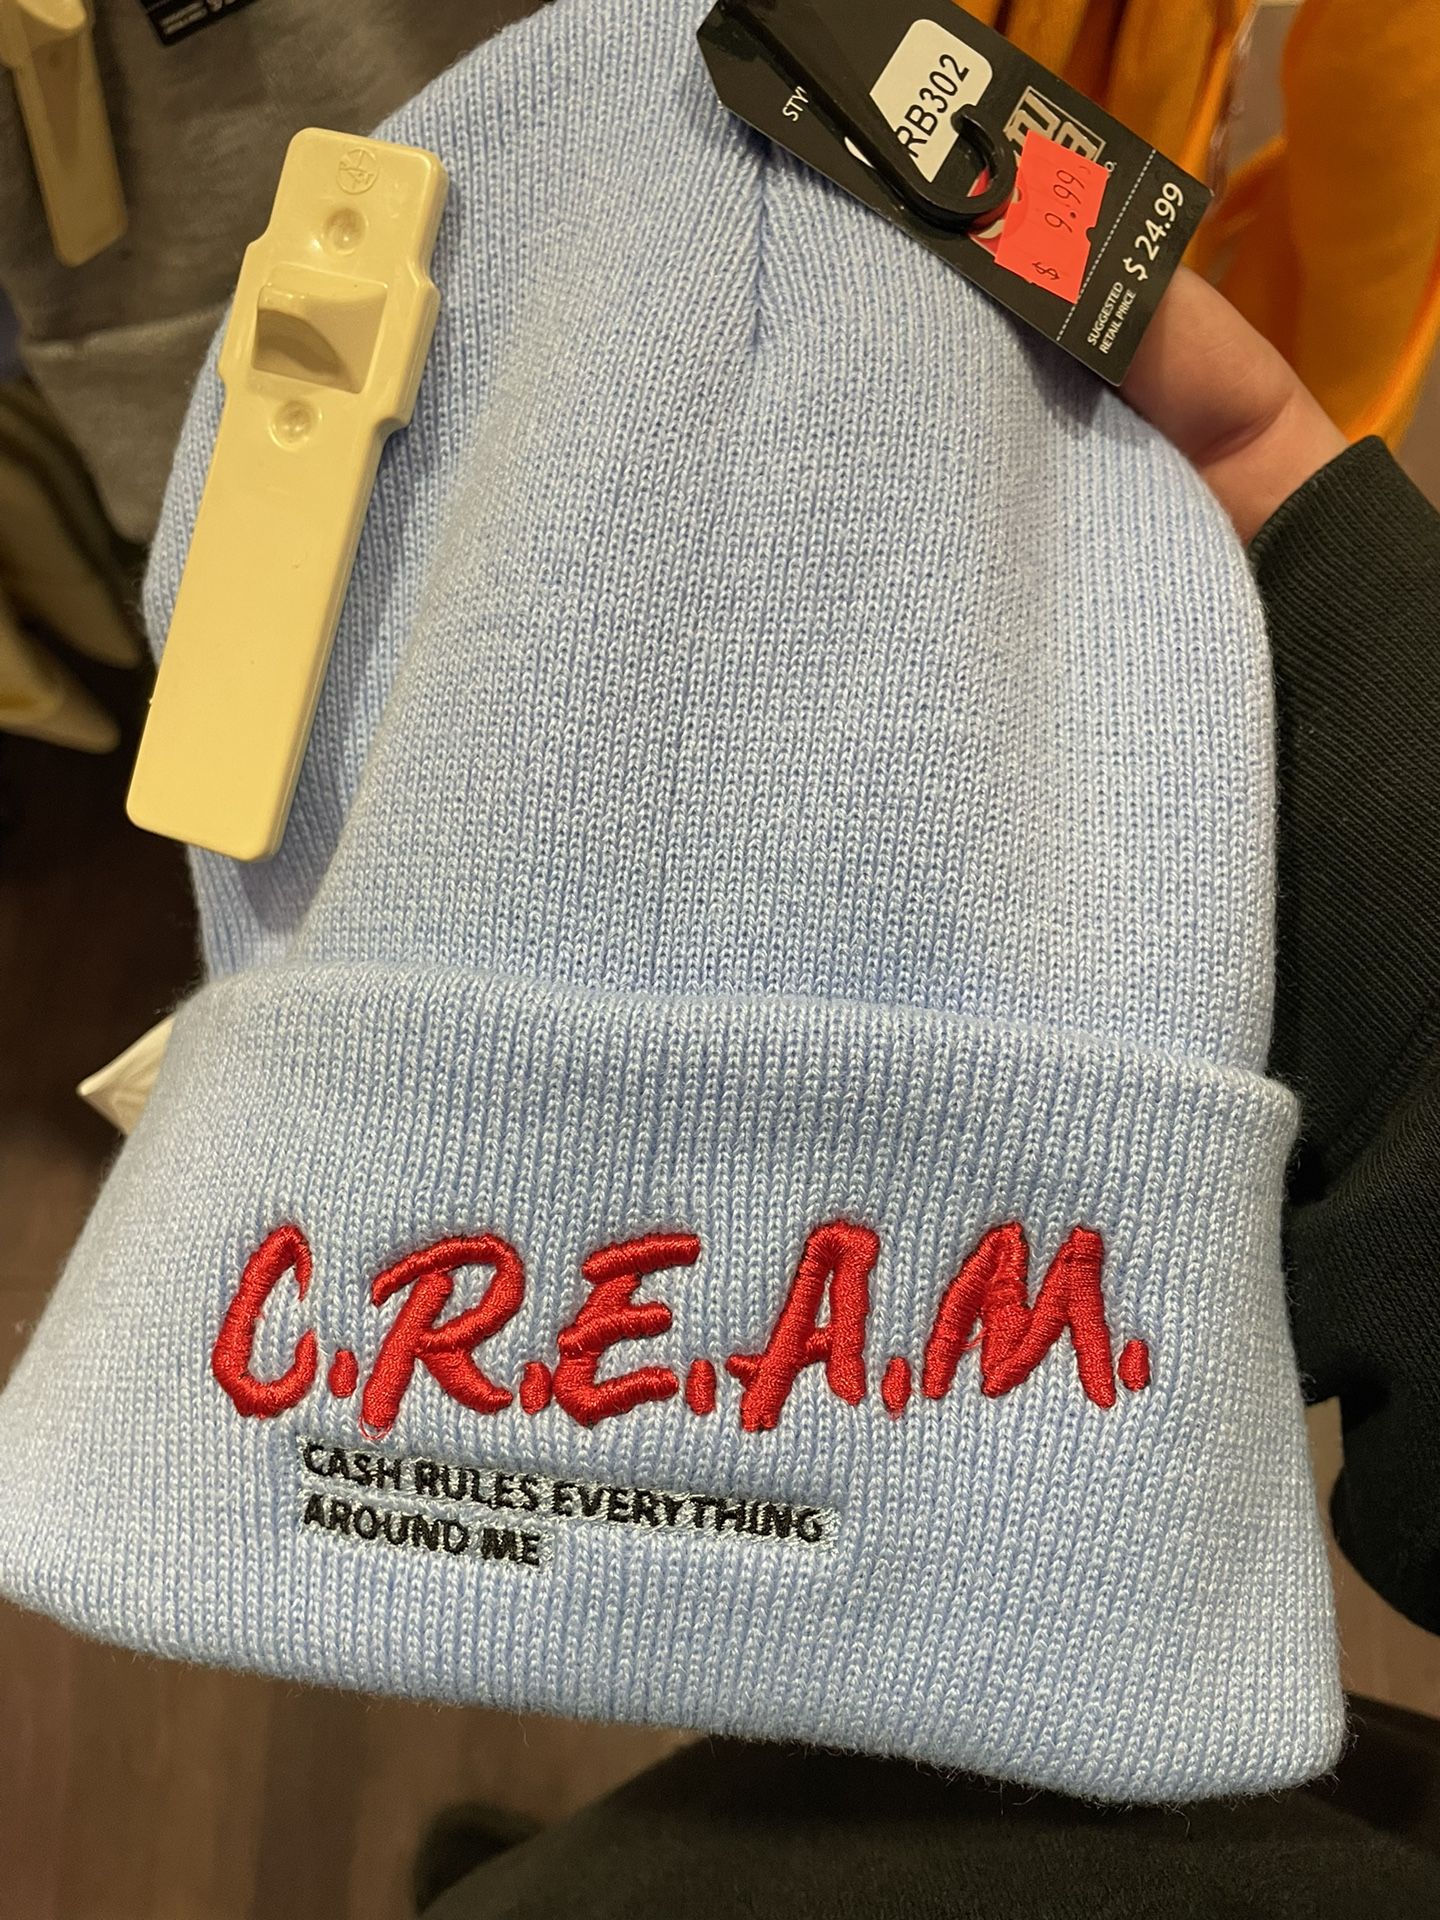 RB302
$ 9.99
SUGGESTED
RETAIL PRICE
$ 24.99
C.R.E.A.M.
CASH RULES EVERYTHING
AROUND ME